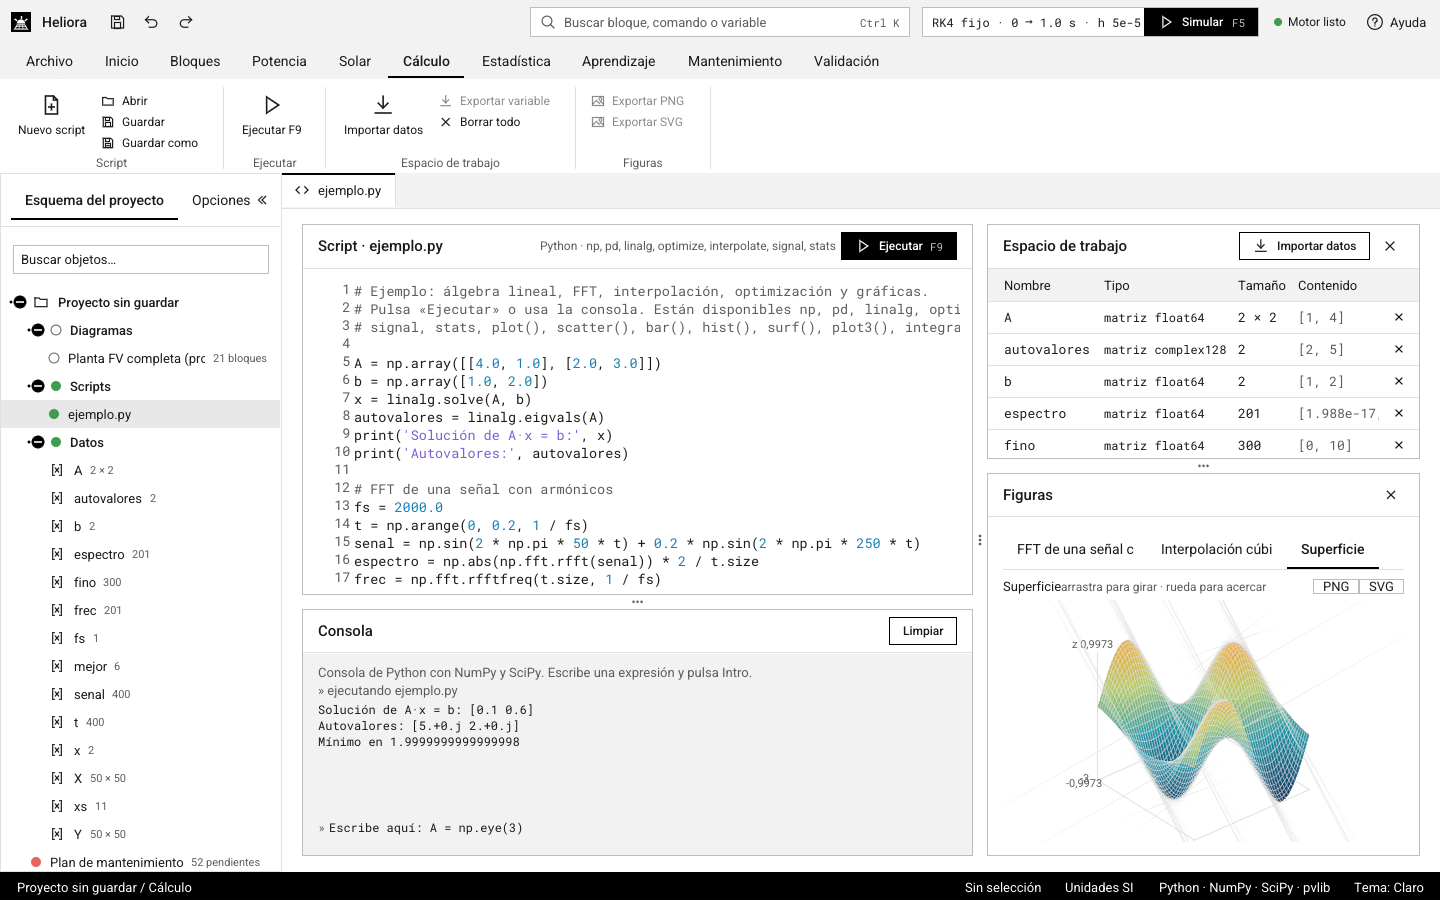 Heliora
Buscar bloque, comando o variable
Ctrl K
RK4 fijo · 0 → 1.0 s · h 5e-5
Simular F5
Motor listo
Ayuda
Archivo
Inicio
Bloques
Potencia
Solar
Cálculo
Estadística
Aprendizaje
Mantenimiento
Validación
Nuevo script
Abrir
Guardar
Guardar como
Script
Ejecutar F9
Ejecutar
Importar datos
Exportar variable
Borrar todo
Espacio de trabajo
Exportar PNG
Exportar SVG
Figuras
Esquema del proyecto
Opciones
Buscar objetos…
Proyecto sin guardar
Diagramas
Planta FV completa (prc 21 bloques
Scripts
ejemplo.py
Datos
A 2 × 2
autovalores 2
b 2
espectro 201
fino 300
frec 201
fs 1
mejor 6
senal 400
t 400
x 2
X 50 × 50
xs 11
Y 50 × 50
Plan de mantenimiento 52 pendientes
ejemplo.py
Script · ejemplo.py
Python · np, pd, linalg, optimize, interpolate, signal, stats
Ejecutar F9
1 # Ejemplo: álgebra lineal, FFT, interpolación, optimización y gráficas.
2 # Pulsa «Ejecutar» o usa la consola. Están disponibles np, pd, linalg, opti
3 # signal, stats, plot(), scatter(), bar(), hist(), surf(), plot3(), integra
4
5 A = np.array([[4.0, 1.0], [2.0, 3.0]])
6 b = np.array([1.0, 2.0])
7 x = linalg.solve(A, b)
8 autovalores = linalg.eigvals(A)
9 print('Solución de A·x = b:', x)
10 print('Autovalores:', autovalores)
11
12 # FFT de una señal con armónicos
13 fs = 2000.0
14 t = np.arange(0, 0.2, 1 / fs)
15 senal = np.sin(2 * np.pi * 50 * t) + 0.2 * np.sin(2 * np.pi * 250 * t)
16 espectro = np.abs(np.fft.rfft(senal)) * 2 / t.size
17 frec = np.fft.rfftfreq(t.size, 1 / fs)
Consola
Limpiar
Consola de Python con NumPy y SciPy. Escribe una expresión y pulsa Intro.
» ejecutando ejemplo.py
Solución de A·x = b: [0.1 0.6]
Autovalores: [5.+0.j 2.+0.j]
Mínimo en 1.9999999999999998
» Escribe aquí: A = np.eye(3)
Espacio de trabajo
Importar datos
Nombre Tipo Tamaño Contenido
A matriz float64 2 × 2 [1, 4]
autovalores matriz complex128 2 [2, 5]
b matriz float64 2 [1, 2]
espectro matriz float64 201 [1.988e-17,
fino matriz float64 300 [0, 10]
Figuras
FFT de una señal c
Interpolación cúbi
Superficie
Superficie arrastra para girar · rueda para acercar
PNG
SVG
z 0,9973
-3
-0,9973
Proyecto sin guardar / Cálculo
Sin selección
Unidades SI
Python · NumPy · SciPy · pvlib
Tema: Claro